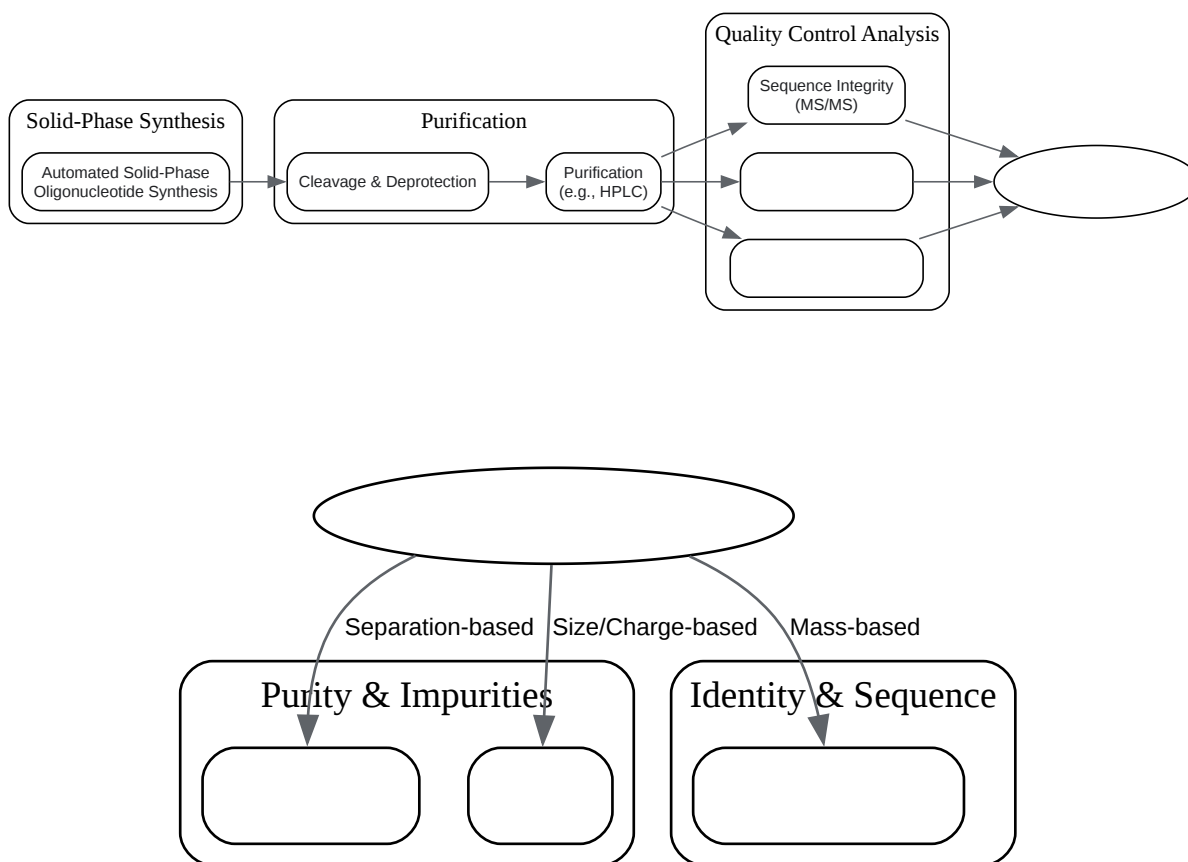 Quality Control Analysis
Sequence Integrity
(MS/MS)
Solid-Phase Synthesis
Purification
Automated Solid-Phase
Oligonucleotide Synthesis
Cleavage & Deprotection
Purification
(e.g., HPLC)
Separation-based
Size/Charge-based
Mass-based
Purity & Impurities
Identity & Sequence